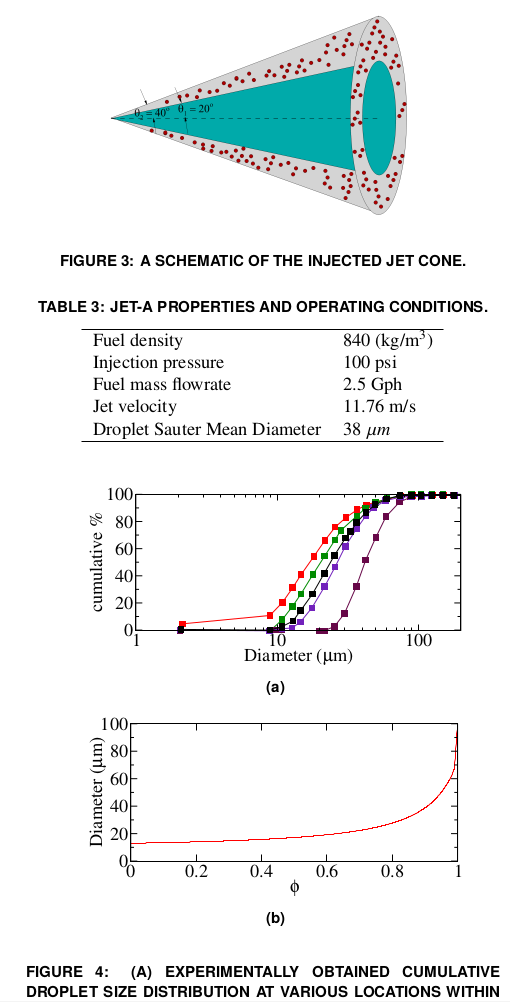 θ₂ = 40°
θ₁ = 20°
FIGURE 3: A SCHEMATIC OF THE INJECTED JET CONE.
TABLE 3: JET-A PROPERTIES AND OPERATING CONDITIONS.
Fuel density 840 (kg/m³)
Injection pressure 100 psi
Fuel mass flowrate 2.5 Gph
Jet velocity 11.76 m/s
Droplet Sauter Mean Diameter 38 μm
100
80
60
40
20
0
cumulative %
1 10 100
Diameter (μm)
(a)
100
80
60
40
20
0
Diameter (μm)
0 0.2 0.4 0.6 0.8 1
ϕ
(b)
FIGURE 4: (A) EXPERIMENTALLY OBTAINED CUMULATIVE
DROPLET SIZE DISTRIBUTION AT VARIOUS LOCATIONS WITHIN